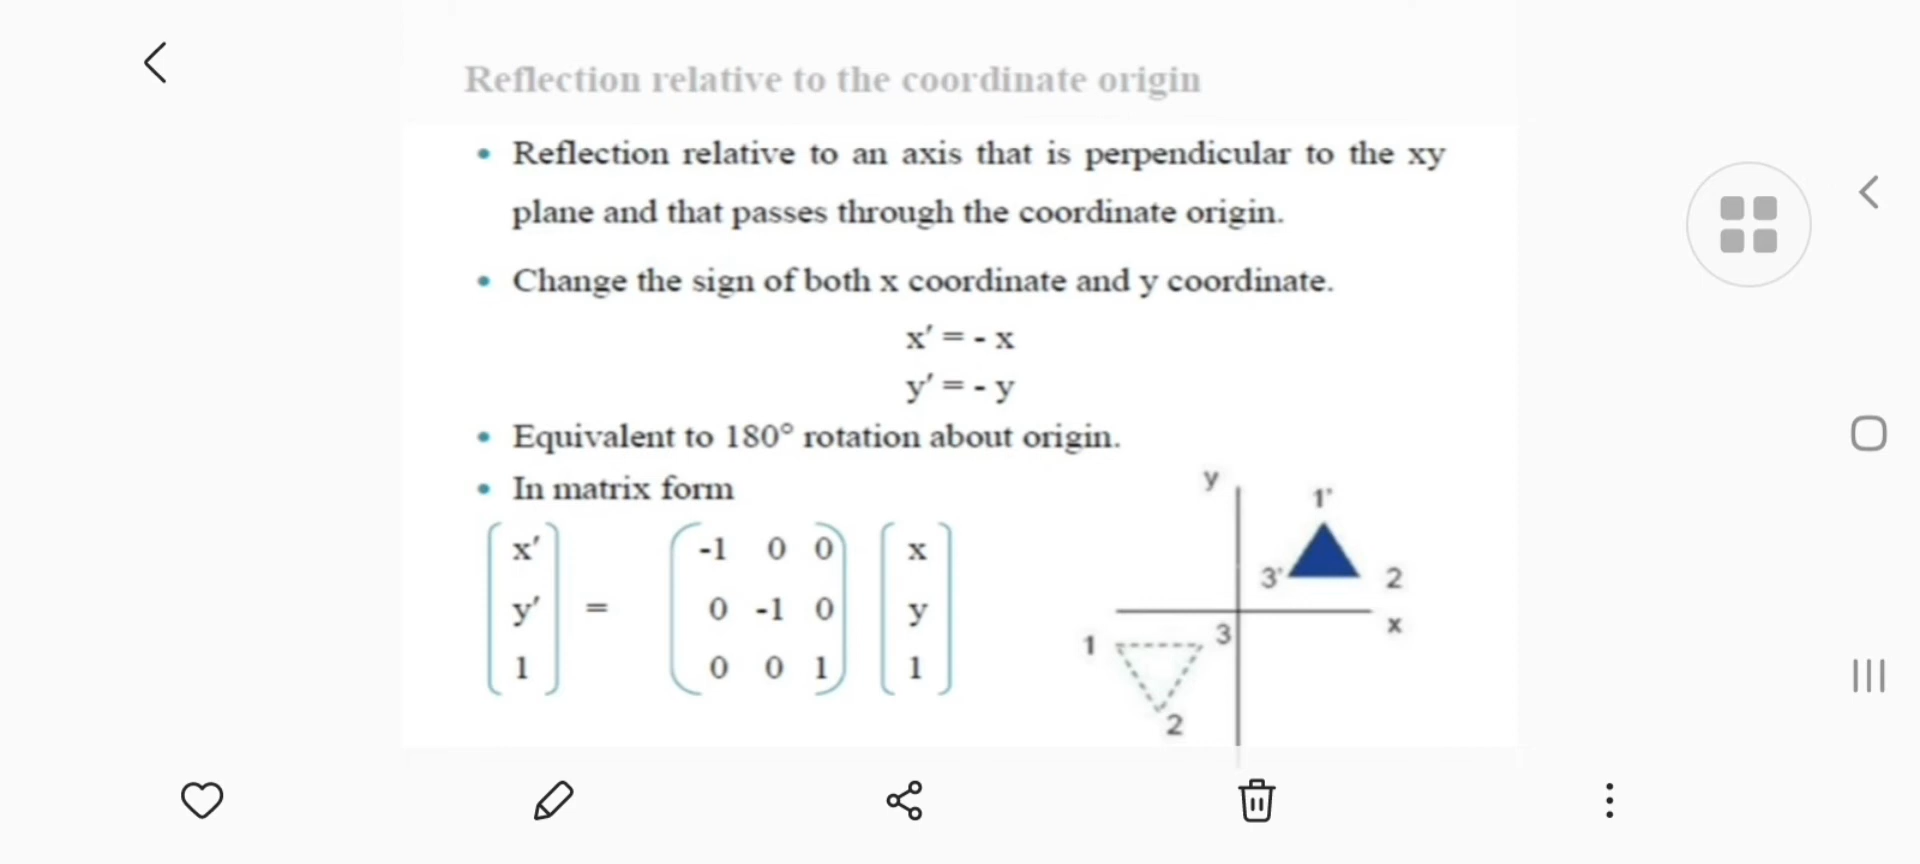 Reflection relative to the coordinate origin
• Reflection relative to an axis that is perpendicular to the xy
plane and that passes through the coordinate origin.
• Change the sign of both x coordinate and y coordinate.
x′ = - x
y′ = - y
• Equivalent to 180° rotation about origin.
• In matrix form
x′ -1 0 0 x
y′ = 0 -1 0 y
1 0 0 1 1
y
1'
3' 2
x
1 3
2